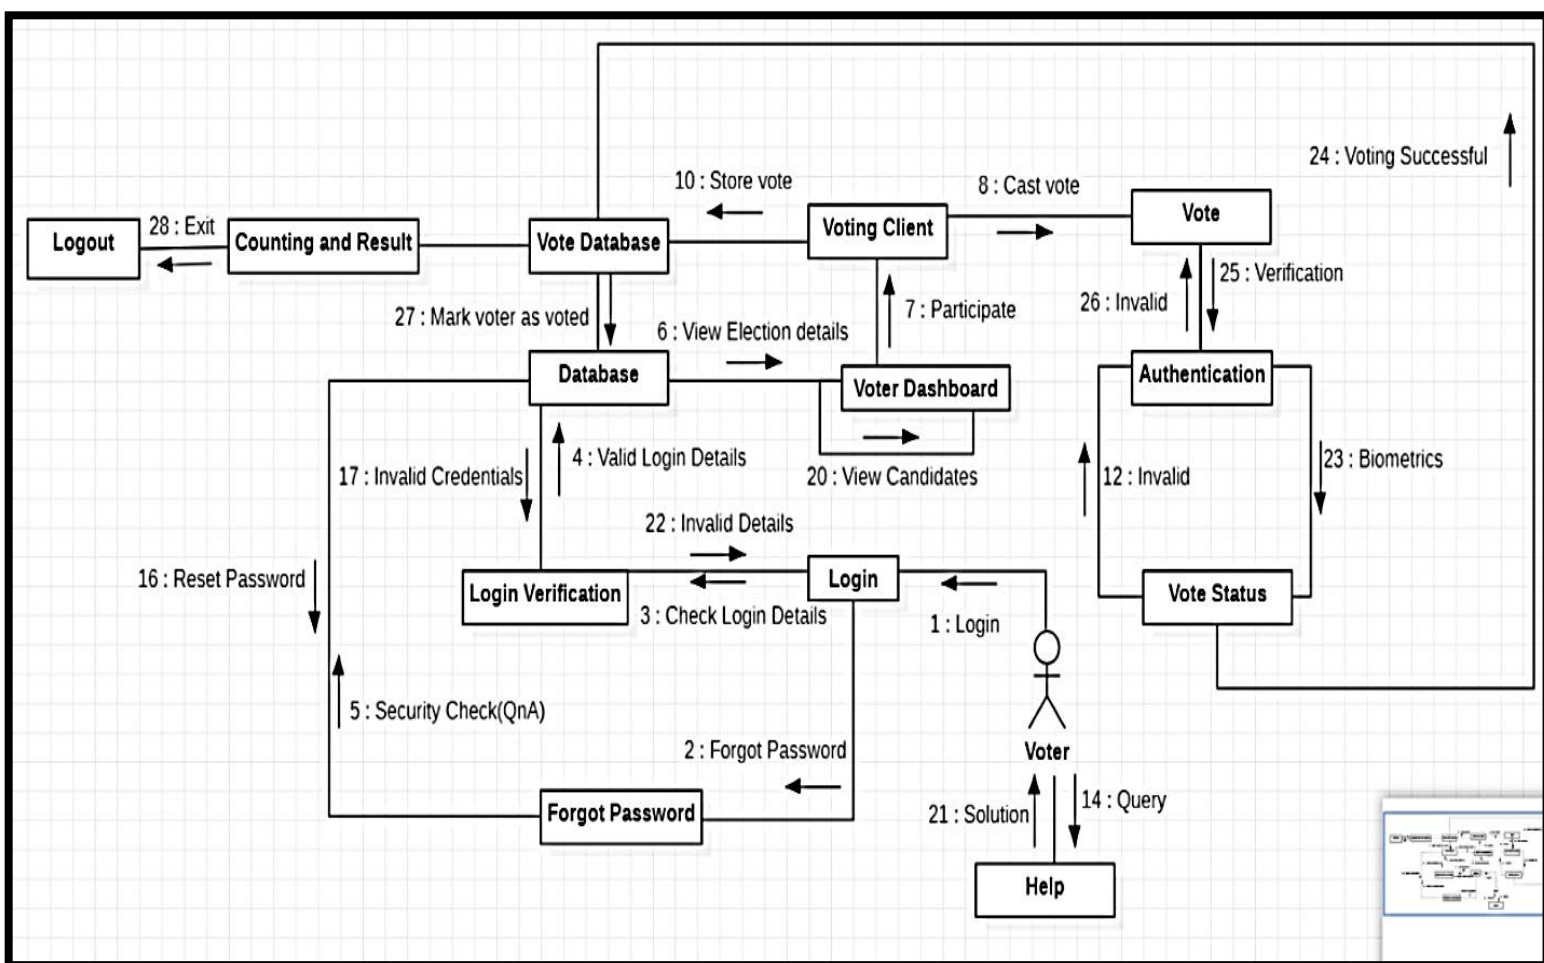 24 : Voting Successful
10 : Store vote
8 : Cast vote
Logout
28 : Exit
Counting and Result
Vote Database
Voting Client
Vote
25 : Verification
26 : Invalid
27 : Mark voter as voted
6 : View Election details
7 : Participate
Database
Voter Dashboard
Authentication
17 : Invalid Credentials
4 : Valid Login Details
20 : View Candidates
12 : Invalid
23 : Biometrics
22 : Invalid Details
16 : Reset Password
Login Verification
Login
Vote Status
3 : Check Login Details
1 : Login
5 : Security Check(QnA)
2 : Forgot Password
Voter
Forgot Password
21 : Solution
14 : Query
Help